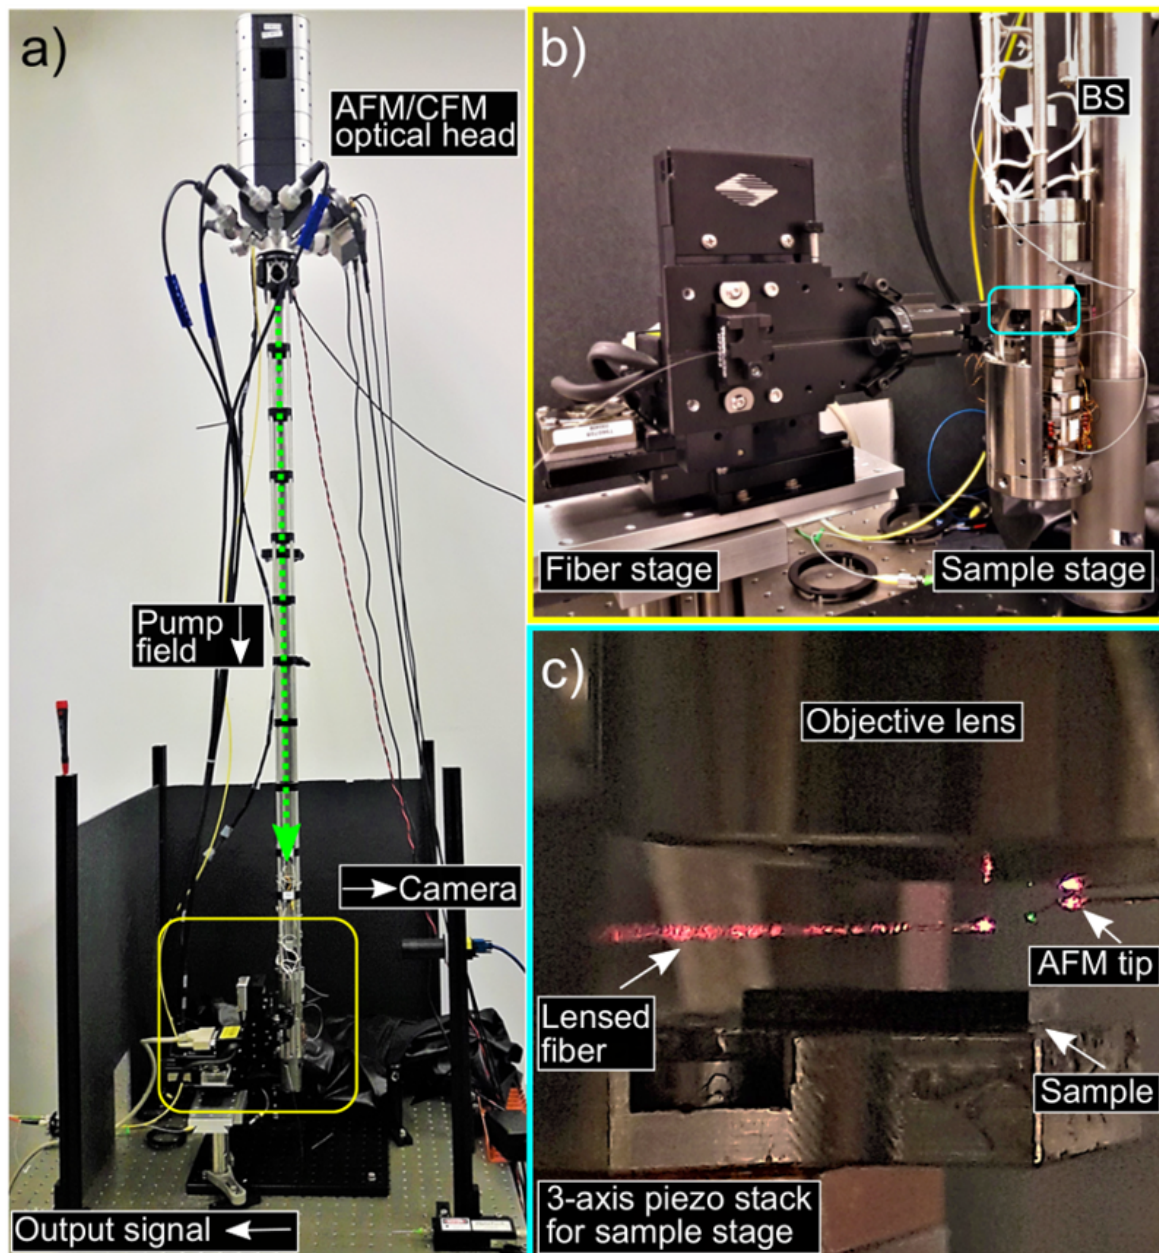 a)
AFM/CFM
optical head
Pump
field
Camera
Output signal
b)
BS
Fiber stage
Sample stage
c)
Objective lens
AFM tip
Lensed
fiber
Sample
3-axis piezo stack
for sample stage